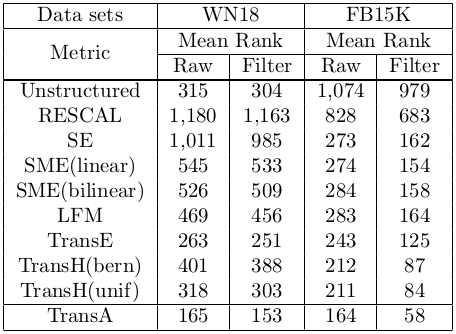 Data sets WN18 FB15K
Metric Mean Rank Mean Rank
Raw Filter Raw Filter
Unstructured 315 304 1,074 979
RESCAL 1,180 1,163 828 683
SE 1,011 985 273 162
SME(linear) 545 533 274 154
SME(bilinear) 526 509 284 158
LFM 469 456 283 164
TransE 263 251 243 125
TransH(bern) 401 388 212 87
TransH(unif) 318 303 211 84
TransA 165 153 164 58